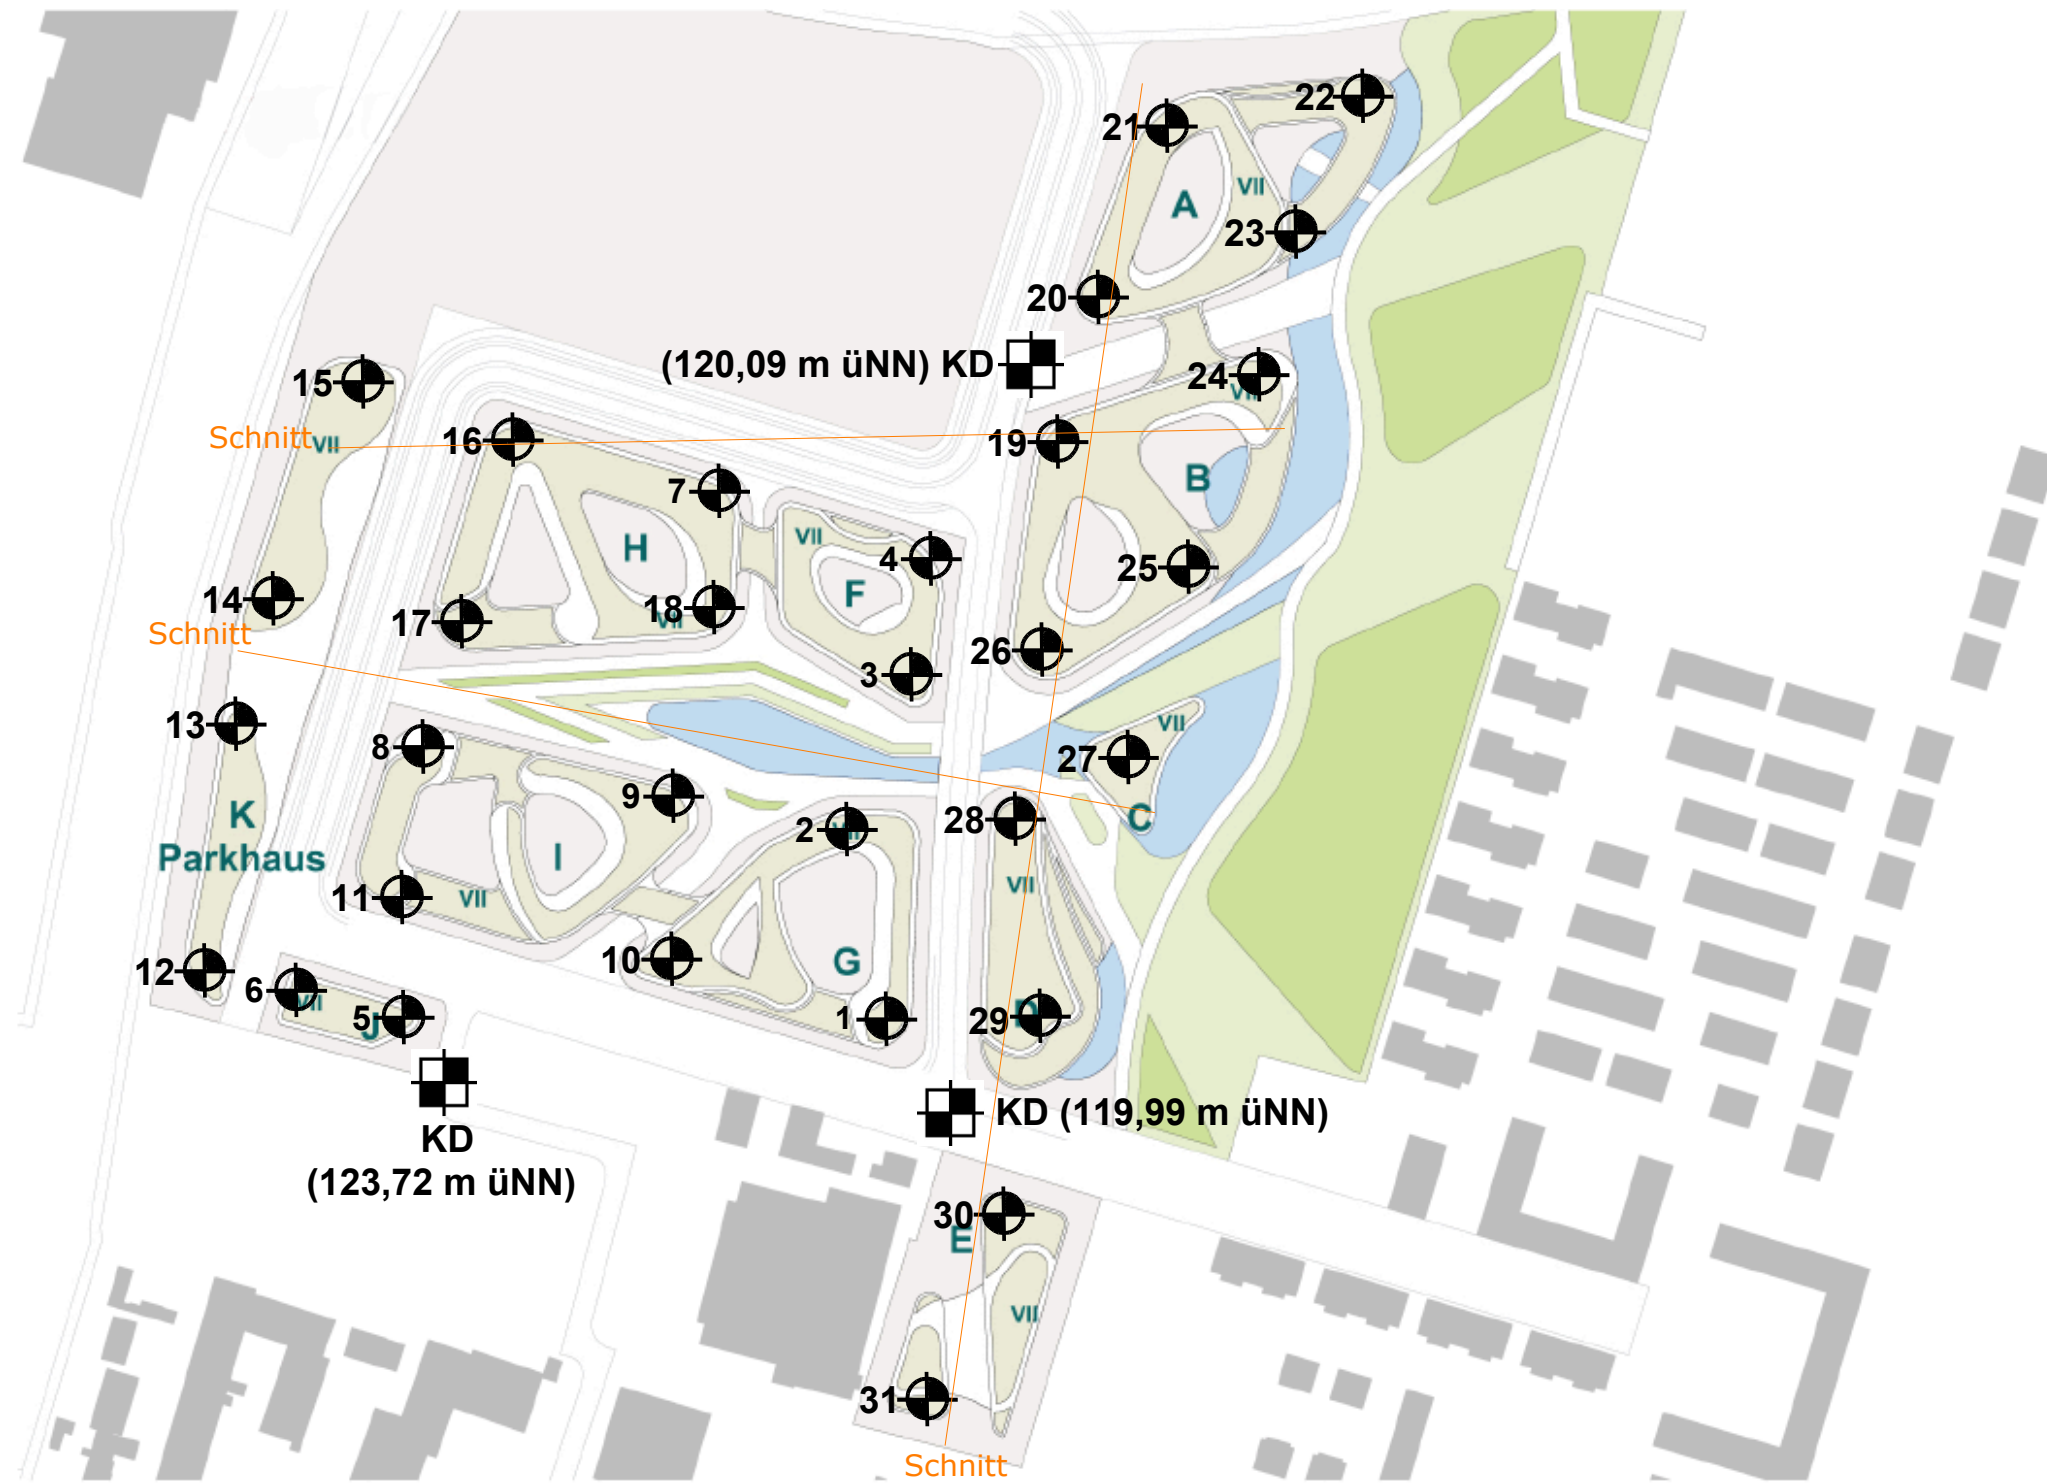 22
21
VII
A
23
20
(120,09 m üNN) KD
15
24
VII
Schnitt
VII
16
19
7
B
VII
H
4
25
F
14
18
VII
17
Schnitt
26
3
13
VII
8
27
9
K
2
VII
28
C
Parkhaus
I
VII
11
VII
10
G
12
6
VII
5
J
1
29
D
KD (119,99 m üNN)
KD
(123,72 m üNN)
30
E
VII
31
Schnitt